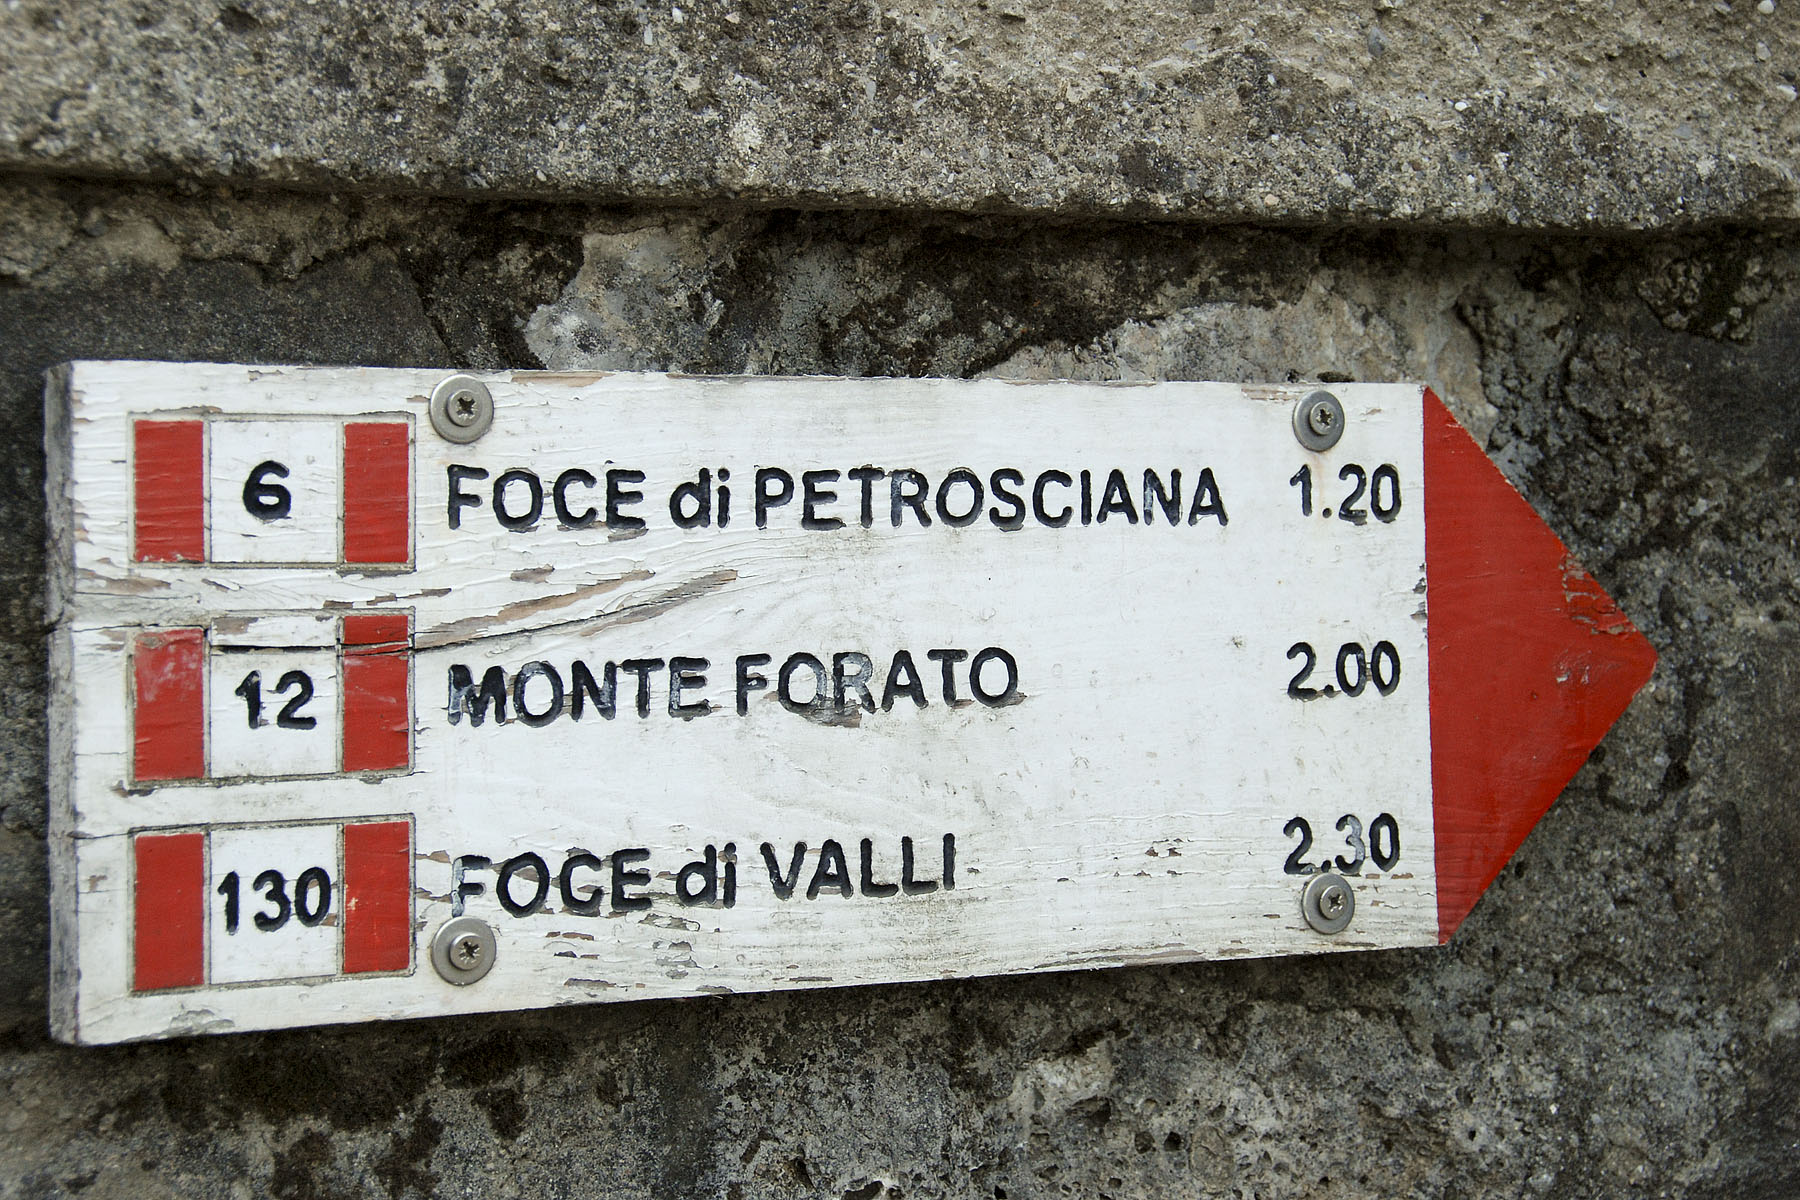 6 FOCE di PETROSCIANA 1.20
12 MONTE FORATO 2.00
130 FOCE di VALLI 2.30